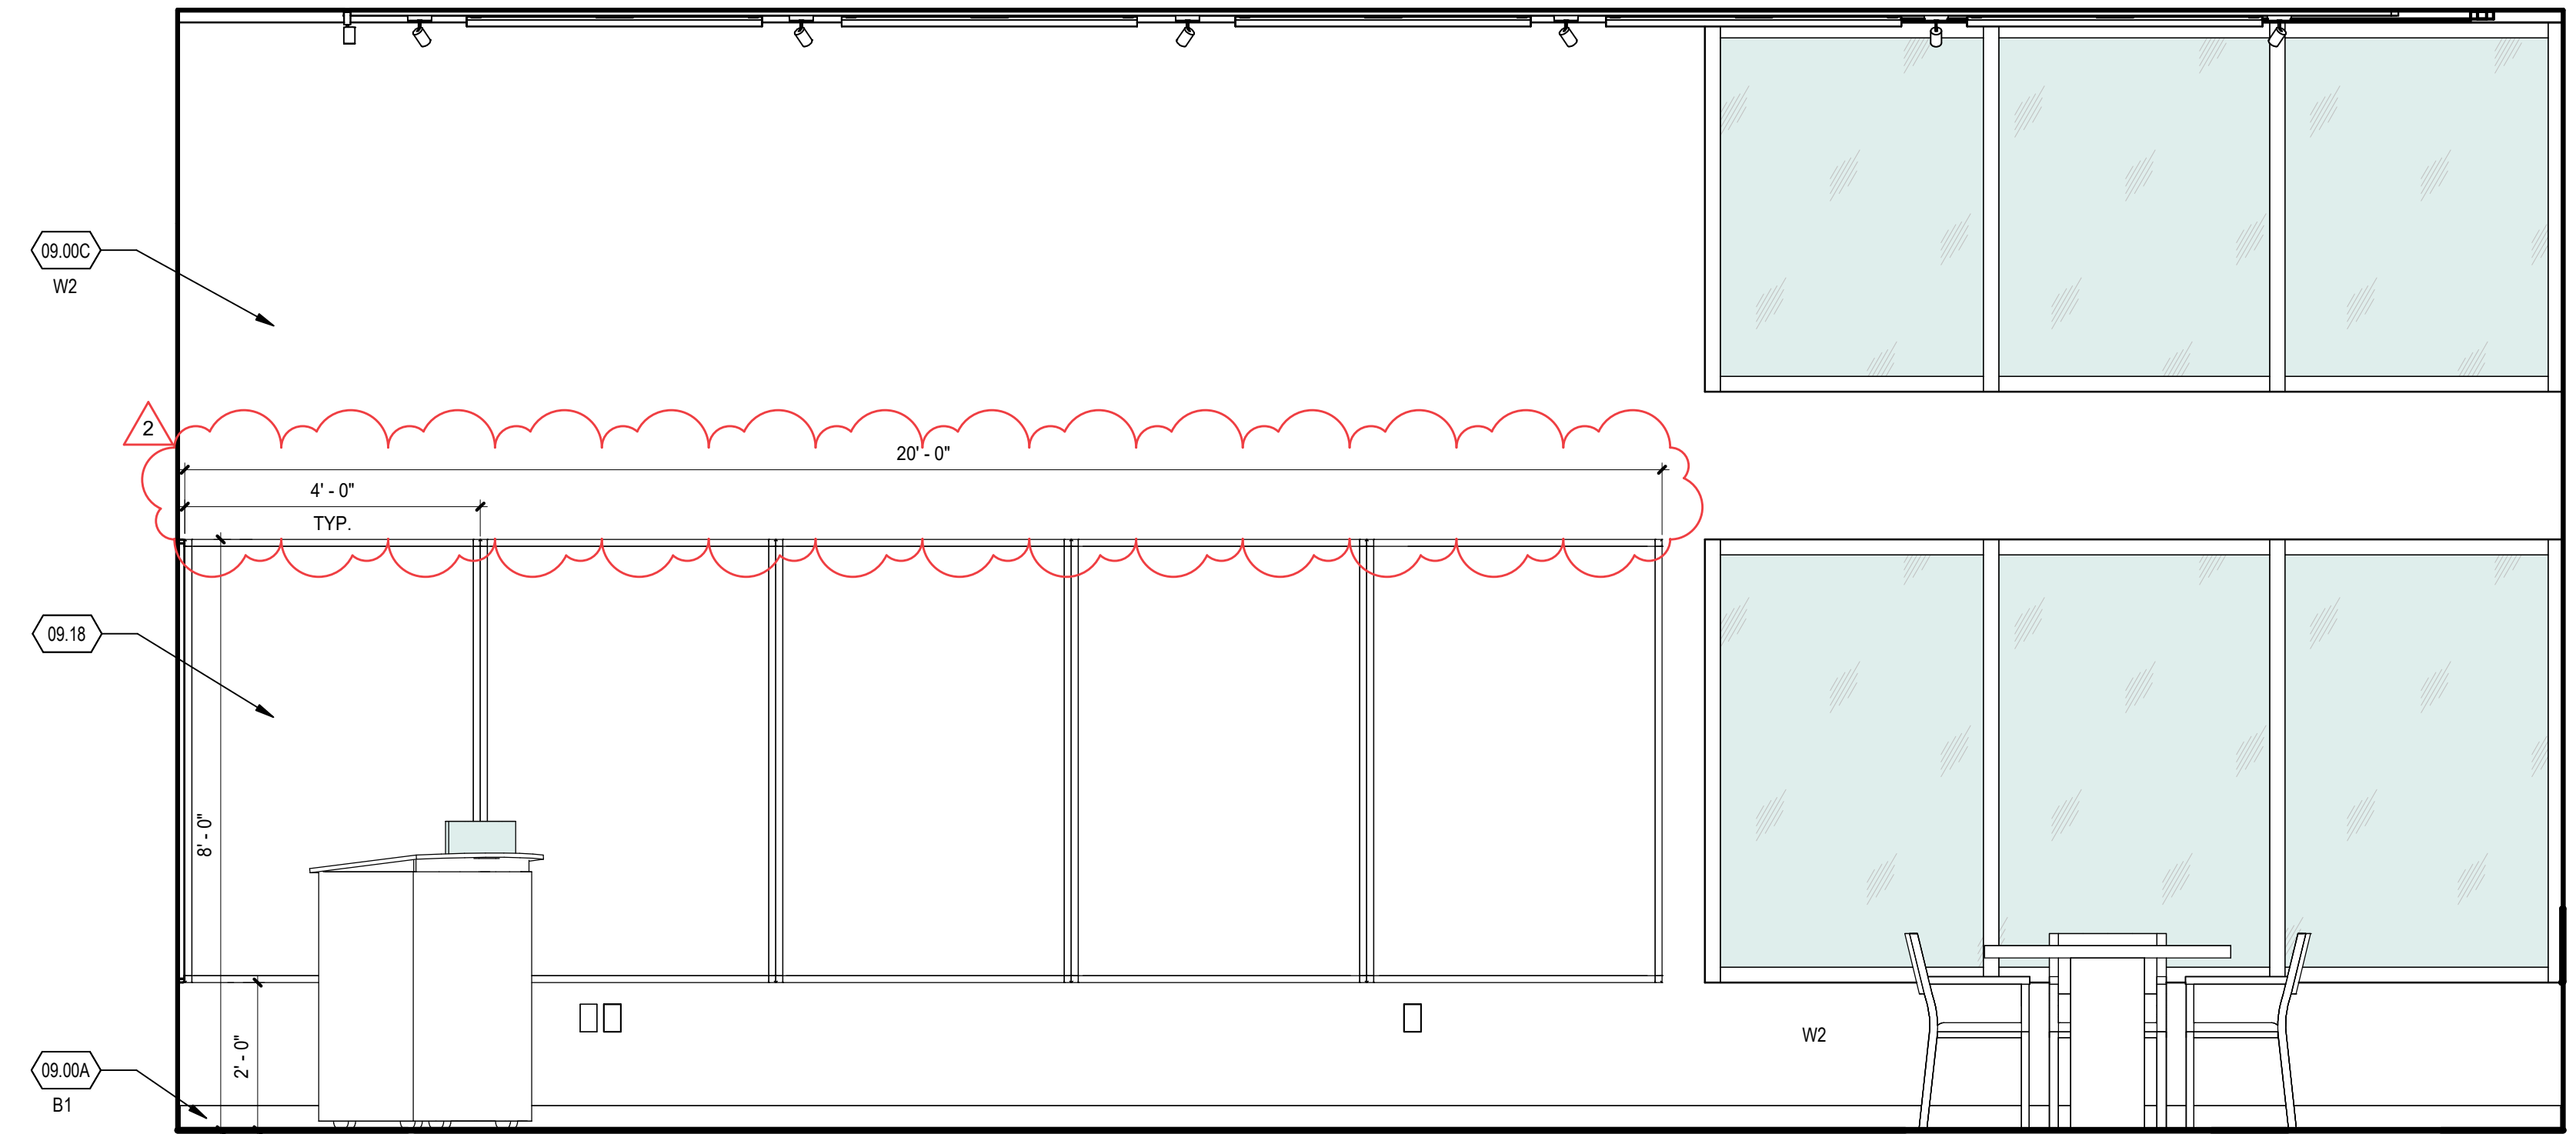 09.00C
W2
2
20' - 0"
4' - 0"
TYP.
09.18
8' - 0"
2' - 0"
W2
09.00A
B1